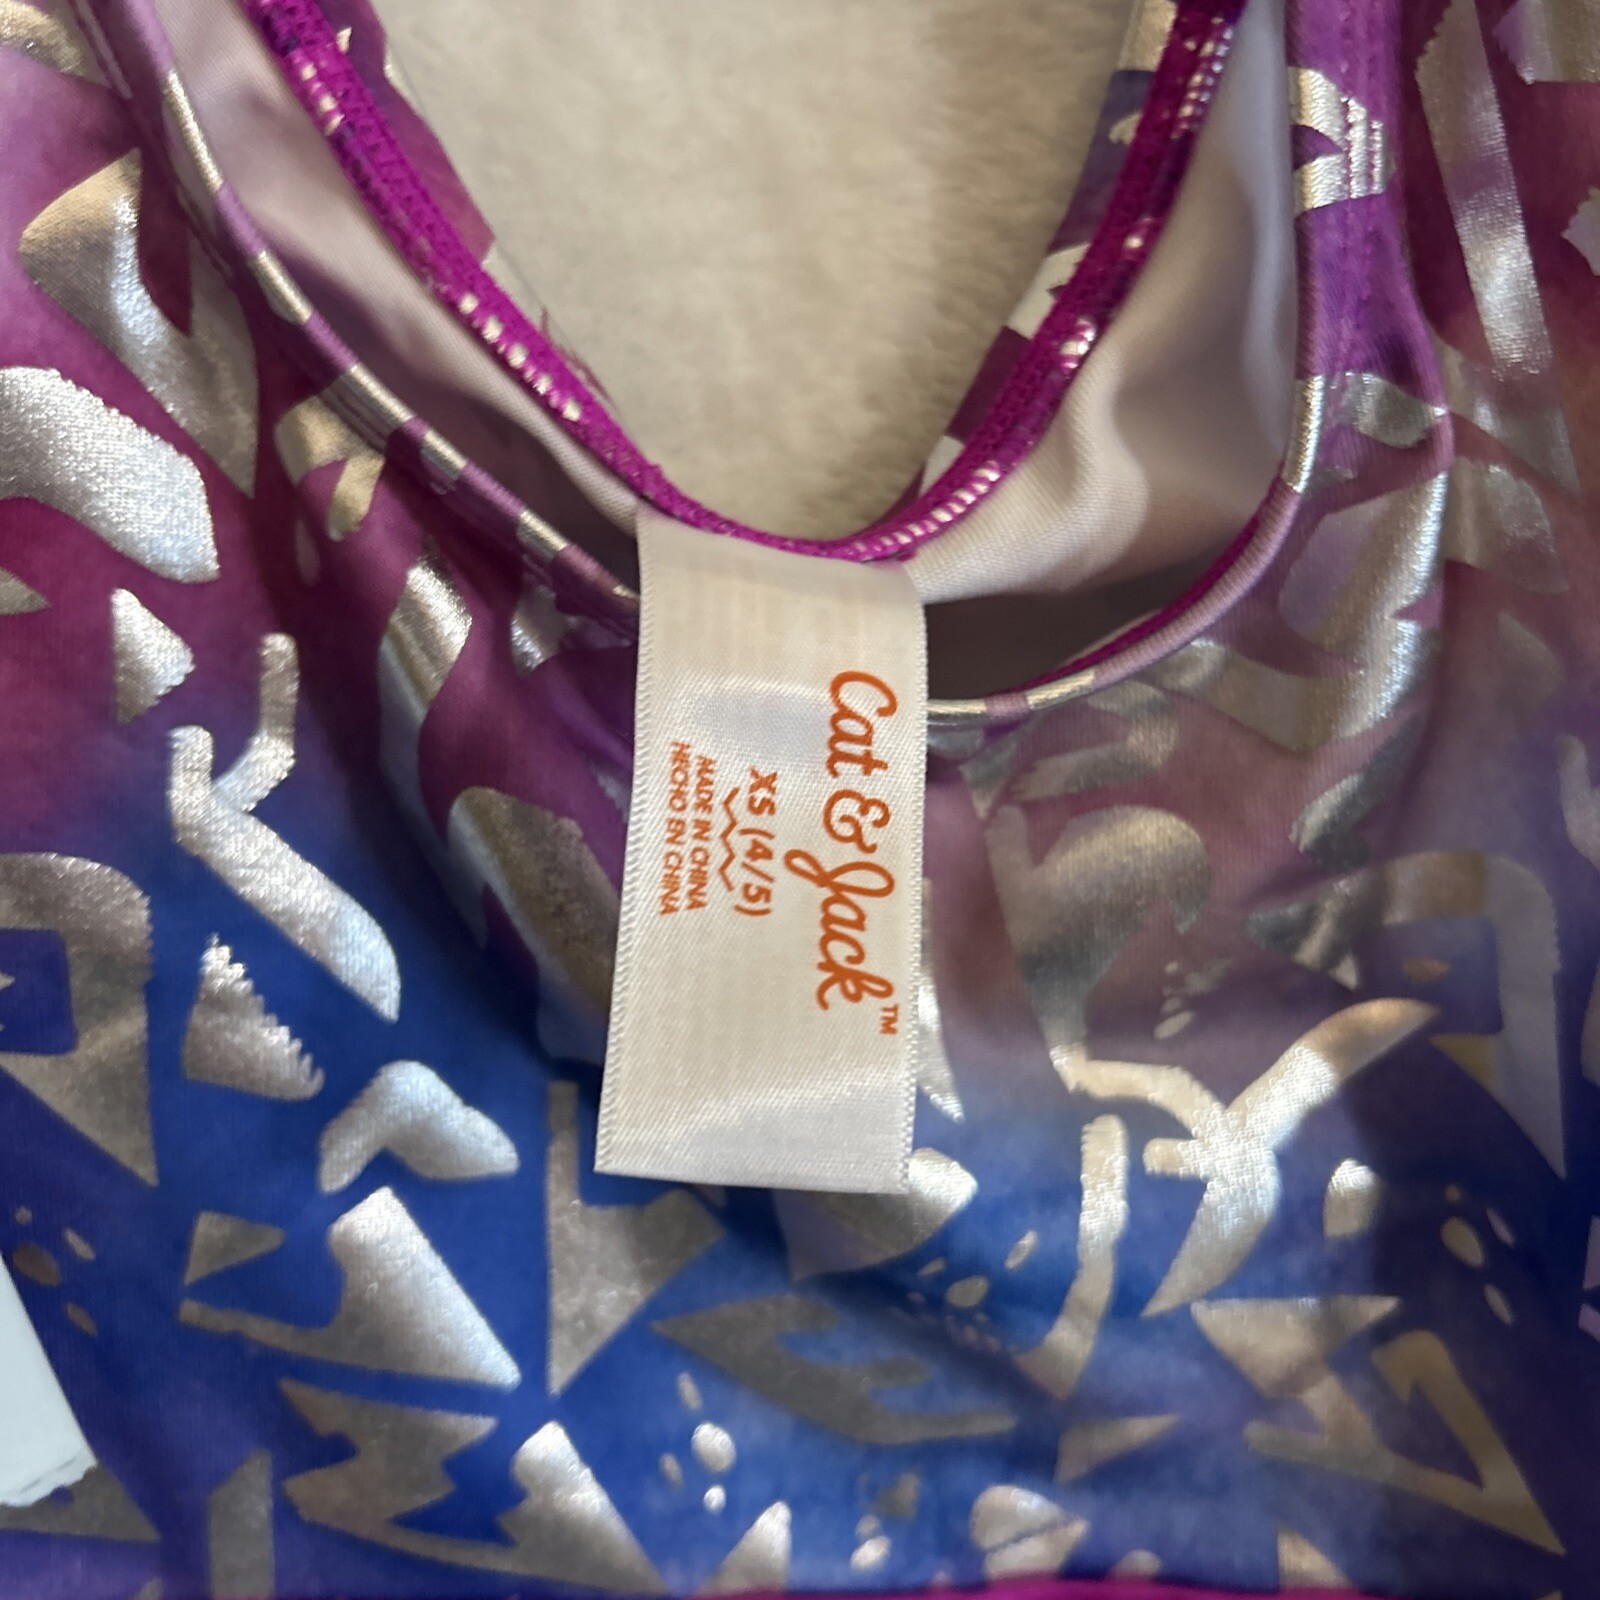 Cat & Jack™
XS (4/5)
MADE IN CHINA
HECHO EN CHINA